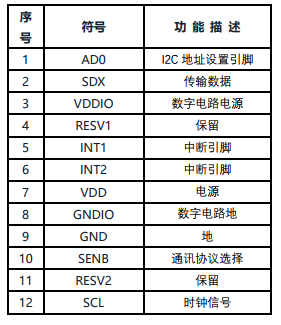 序号 符号 功 能 描 述
1 AD0 I2C 地址设置引脚
2 SDX 传输数据
3 VDDIO 数字电路电源
4 RESV1 保留
5 INT1 中断引脚
6 INT2 中断引脚
7 VDD 电源
8 GNDIO 数字电路地
9 GND 地
10 SENB 通讯协议选择
11 RESV2 保留
12 SCL 时钟信号